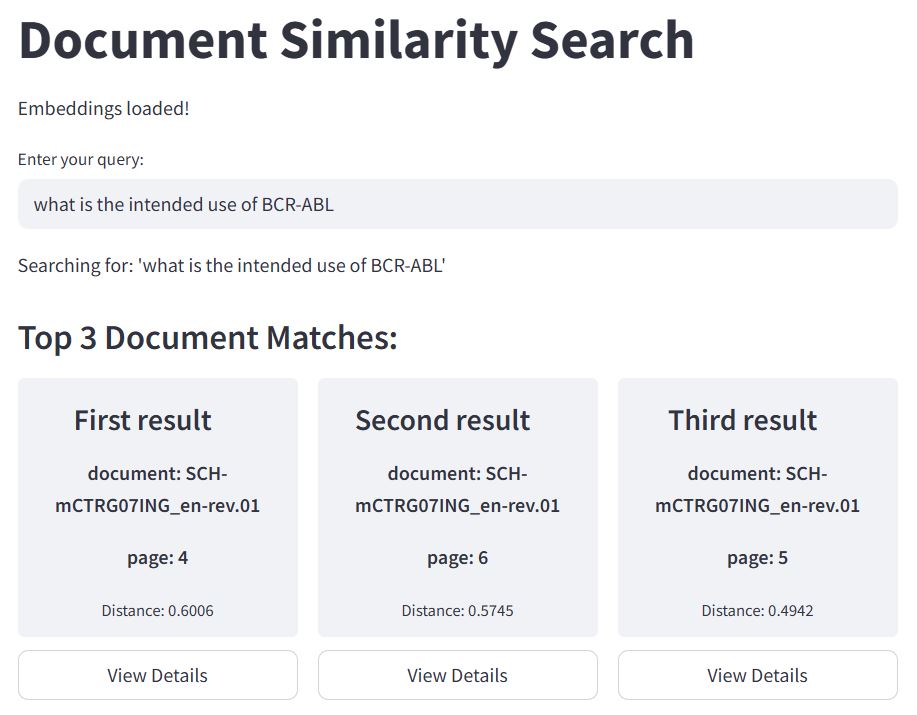 Document Similarity Search
Embeddings loaded!
Enter your query:
what is the intended use of BCR-ABL
Searching for: 'what is the intended use of BCR-ABL'
Top 3 Document Matches:
First result
document: SCH-
mCTRG07ING_en-rev.01
page: 4
Distance: 0.6006
View Details
Second result
document: SCH-
mCTRG07ING_en-rev.01
page: 6
Distance: 0.5745
View Details
Third result
document: SCH-
mCTRG07ING_en-rev.01
page: 5
Distance: 0.4942
View Details